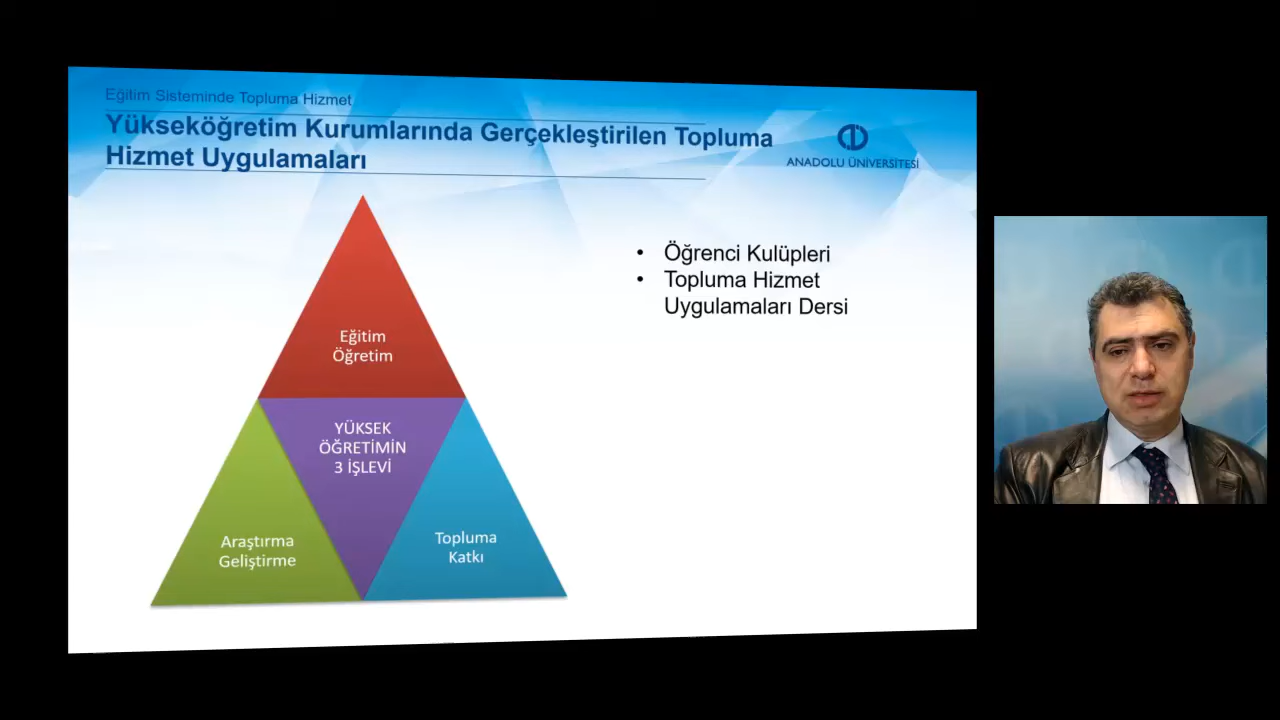 Eğitim Sisteminde Topluma Hizmet
Yükseköğretim Kurumlarında Gerçekleştirilen Topluma
Hizmet Uygulamaları
ANADOLU ÜNİVERSİTESİ
• Öğrenci Kulüpleri
• Topluma Hizmet
Uygulamaları Dersi
Eğitim
Öğretim
YÜKSEK
ÖĞRETİMİN
3 İŞLEVİ
Araştırma
Geliştirme
Topluma
Katkı